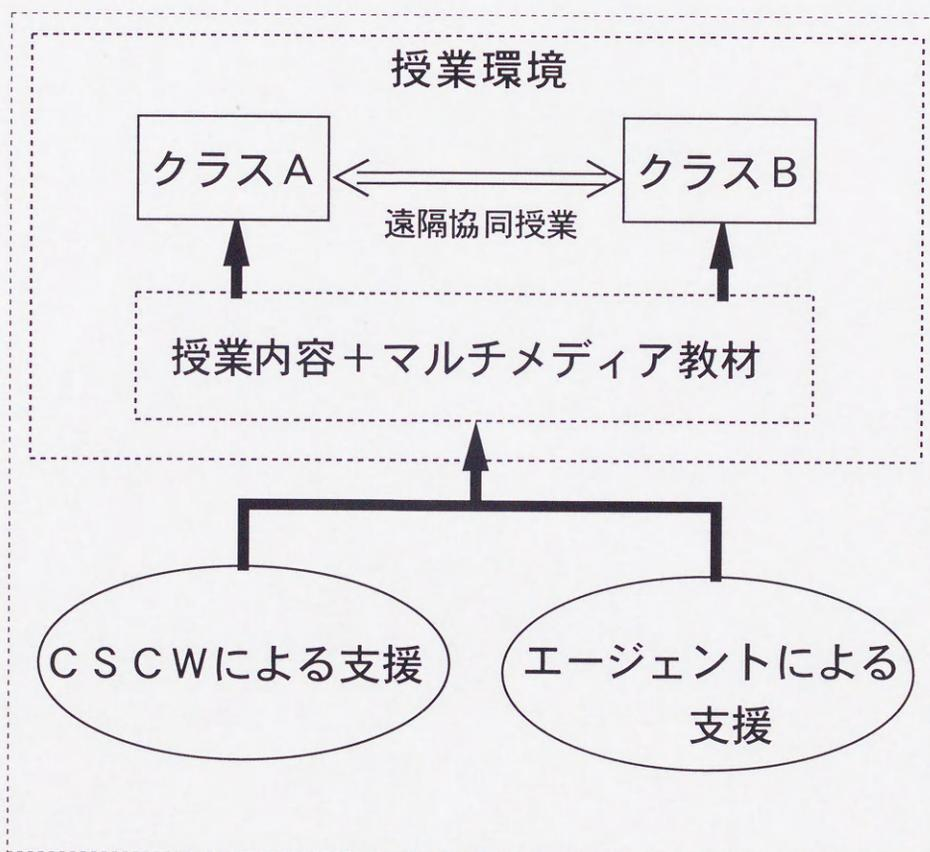 授業環境
クラスA
クラスB
遠隔協同授業
授業内容+マルチメディア教材
CSCWによる支援
エージェントによる
支援